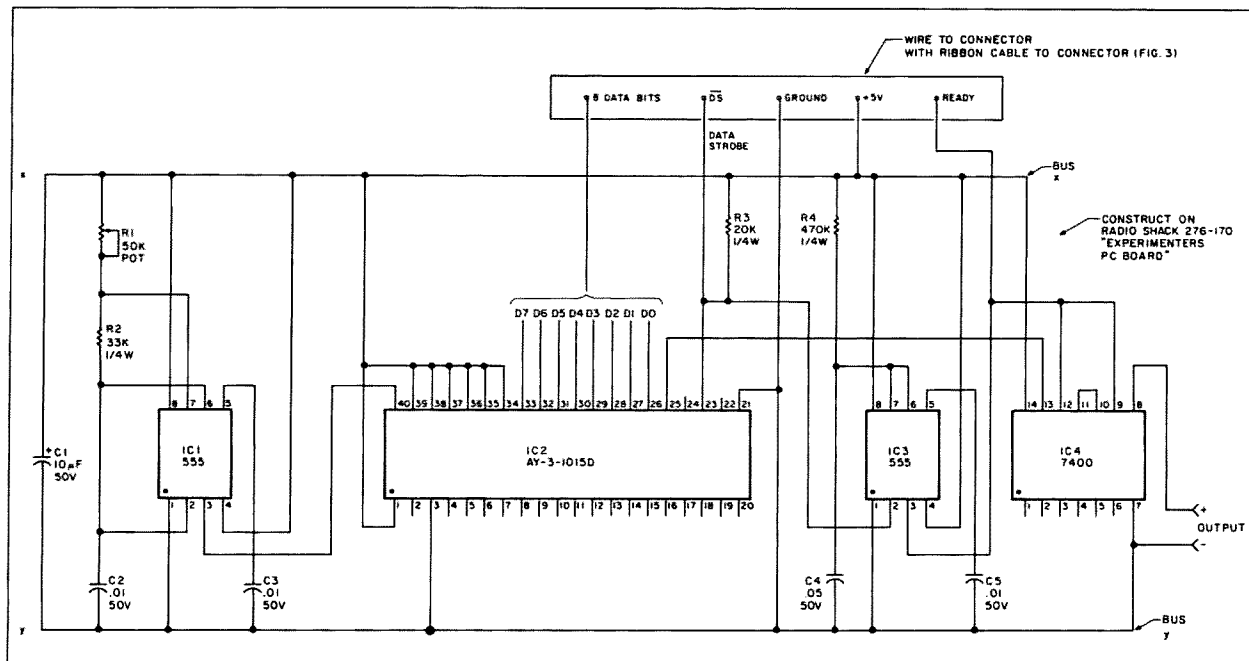 WIRE TO CONNECTOR
WITH RIBBON CABLE TO CONNECTOR (FIG. 3)
8 DATA BITS
DS
GROUND
+5V
READY
DATA
STROBE
x
BUS
x
R1
50K
POT
R3
20K
1/4W
R4
470K
1/4W
CONSTRUCT ON
RADIO SHACK 276-170
"EXPERIMENTERS
PC BOARD"
D7 D6 D5 D4 D3 D2 D1 D0
R2
33K
1/4W
8 7 6 5
40 39 38 37 36 35 34 33 32 31 30 29 28 27 26 25 24 23 22 21
8 7 6 5
14 13 12 11 10 9 8
C1
+
10µF
50V
IC1
555
IC2
AY-3-1015D
IC3
555
IC4
7400
1 2 3 4
1 2 3 4 5 6 7 8 9 10 11 12 13 14 15 16 17 18 19 20
1 2 3 4
1 2 3 4 5 6 7
+
OUTPUT
-
C2
.01
50V
C3
.01
50V
C4
.05
50V
C5
.01
50V
y
BUS
y